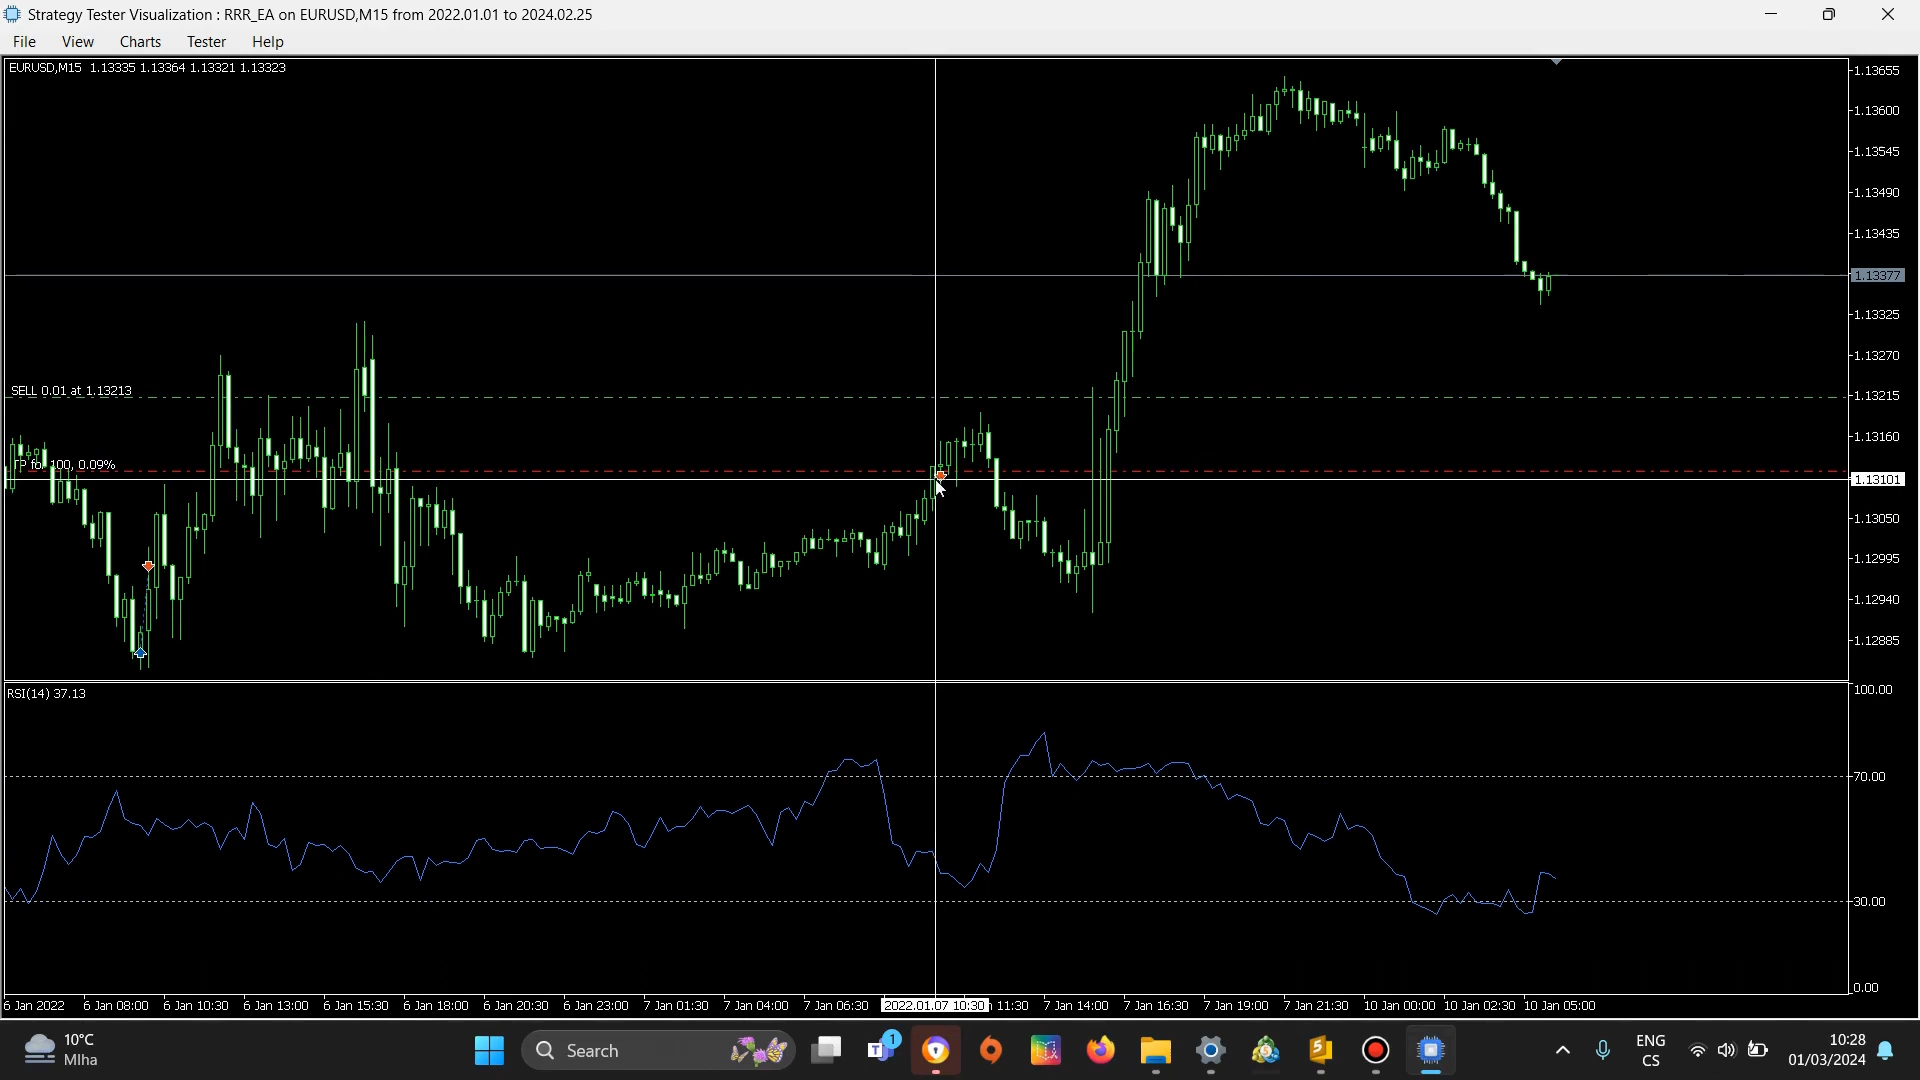 Strategy Tester Visualization : RRR_EA on EURUSD,M15 from 2022.01.01 to 2024.02.25
File View Charts Tester Help
EURUSD,M15 1.13335 1.13364 1.13321 1.13323
1.13655
1.13600
1.13545
1.13490
1.13435
1.13377
1.13325
1.13270
SELL 0.01 at 1.13213
1.13215
1.13160
TP for 100, 0.09%
1.13101
1.13050
1.12995
1.12940
1.12885
RSI(14) 37.13
100.00
70.00
30.00
0.00
6 Jan 2022 6 Jan 08:00 6 Jan 10:30 6 Jan 13:00 6 Jan 15:30 6 Jan 18:00 6 Jan 20:30 6 Jan 23:00 7 Jan 01:30 7 Jan 04:00 7 Jan 06:30 2022.01.07 10:30 11:30 7 Jan 14:00 7 Jan 16:30 7 Jan 19:00 7 Jan 21:30 10 Jan 00:00 10 Jan 02:30 10 Jan 05:00
10°C
Mlha
Search
1
ENG
CS
10:28
01/03/2024